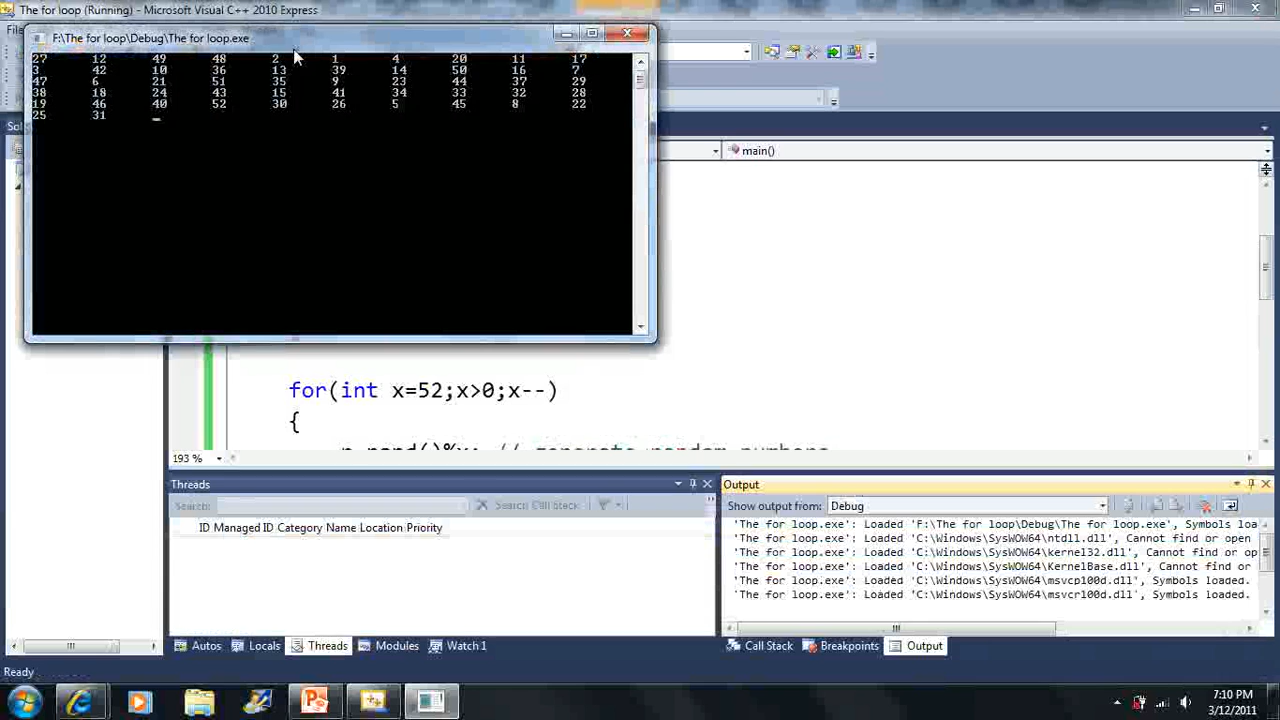 The for loop (Running) - Microsoft Visual C++ 2010 Express
F:\The for loop\Debug\The for loop.exe
27 12 49 48 2 1 4 20 11 17
3 42 10 36 13 39 14 50 16 7
47 6 21 51 35 9 23 44 37 29
38 18 24 43 15 41 34 33 32 28
19 46 40 52 30 26 5 45 8 22
25 31
main()
for(int x=52;x>0;x--)
{
193 %
Threads
Search: Search Call Stack
ID Managed ID Category Name Location Priority
Autos Locals Threads Modules Watch 1
Output
Show output from: Debug
'The for loop.exe': Loaded 'F:\The for loop\Debug\The for loop.exe', Symbols loa
'The for loop.exe': Loaded 'C:\Windows\SysWOW64\ntdll.dll', Cannot find or open
'The for loop.exe': Loaded 'C:\Windows\SysWOW64\kernel32.dll', Cannot find or op
'The for loop.exe': Loaded 'C:\Windows\SysWOW64\KernelBase.dll', Cannot find or
'The for loop.exe': Loaded 'C:\Windows\SysWOW64\msvcp100d.dll', Symbols loaded.
'The for loop.exe': Loaded 'C:\Windows\SysWOW64\msvcr100d.dll', Symbols loaded.
Call Stack Breakpoints Output
Ready
7:10 PM
3/12/2011